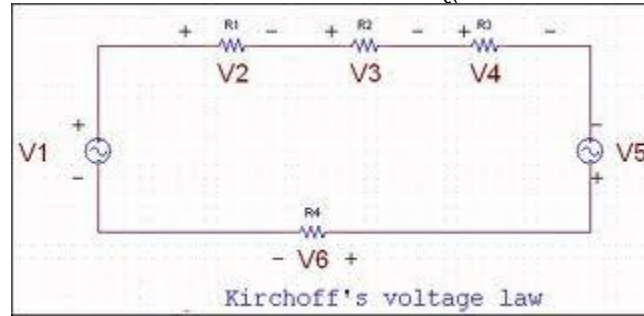 + R1 - + R2 - + R3 -
V2 V3 V4
+ -
V1 V5
- +
R4
- V6 +
Kirchoff's voltage law